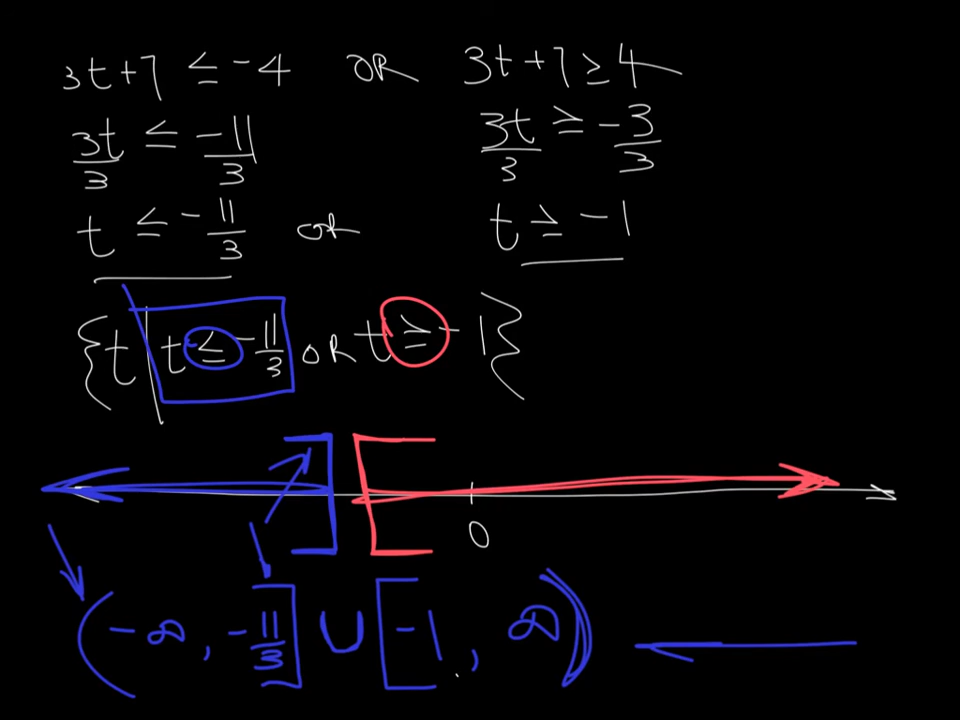 3t+7 ≤ -4 OR 3t+7 ≥ 4
3t/3 ≤ -11/3 3t/3 ≥ -3/3
t ≤ -11/3 or t ≥ -1
{t | t ≤ -11/3 OR t ≥ -1}
0
(-∞, -11/3] ∪ [-1, ∞)